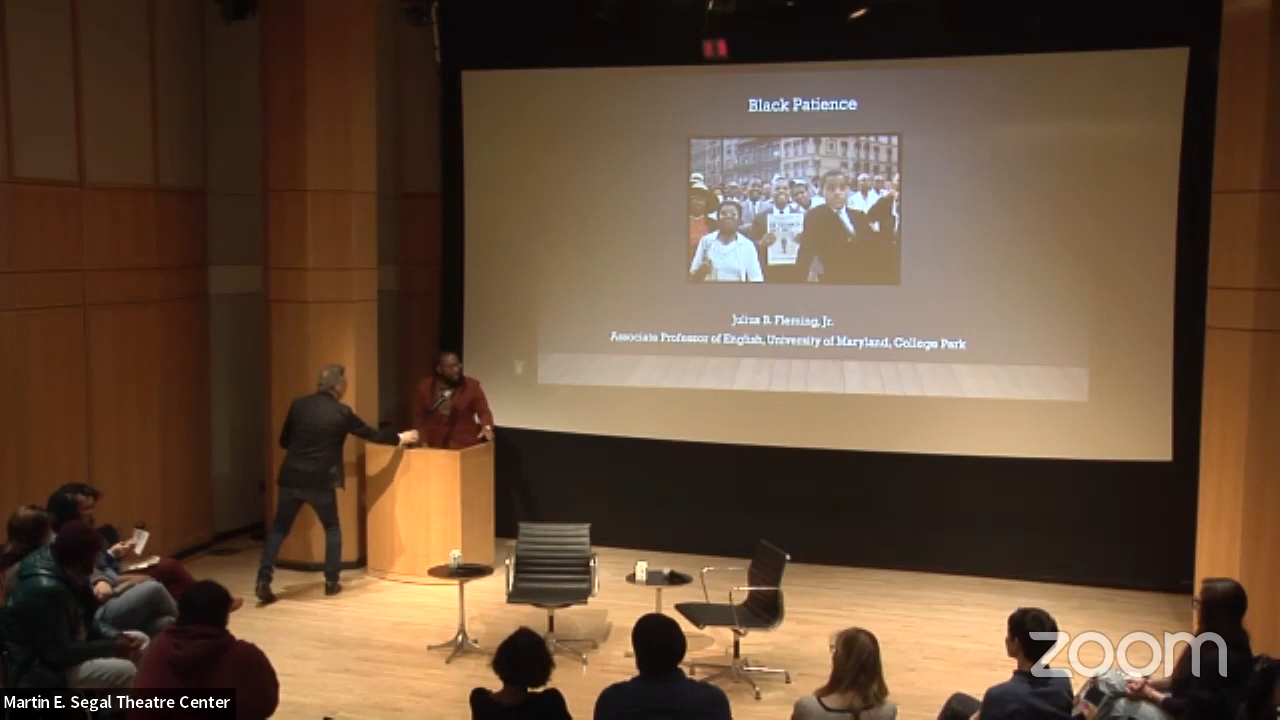 Black Patience
Julius B. Fleming, Jr.
Associate Professor of English, University of Maryland, College Park
Martin E. Segal Theatre Center
zoom